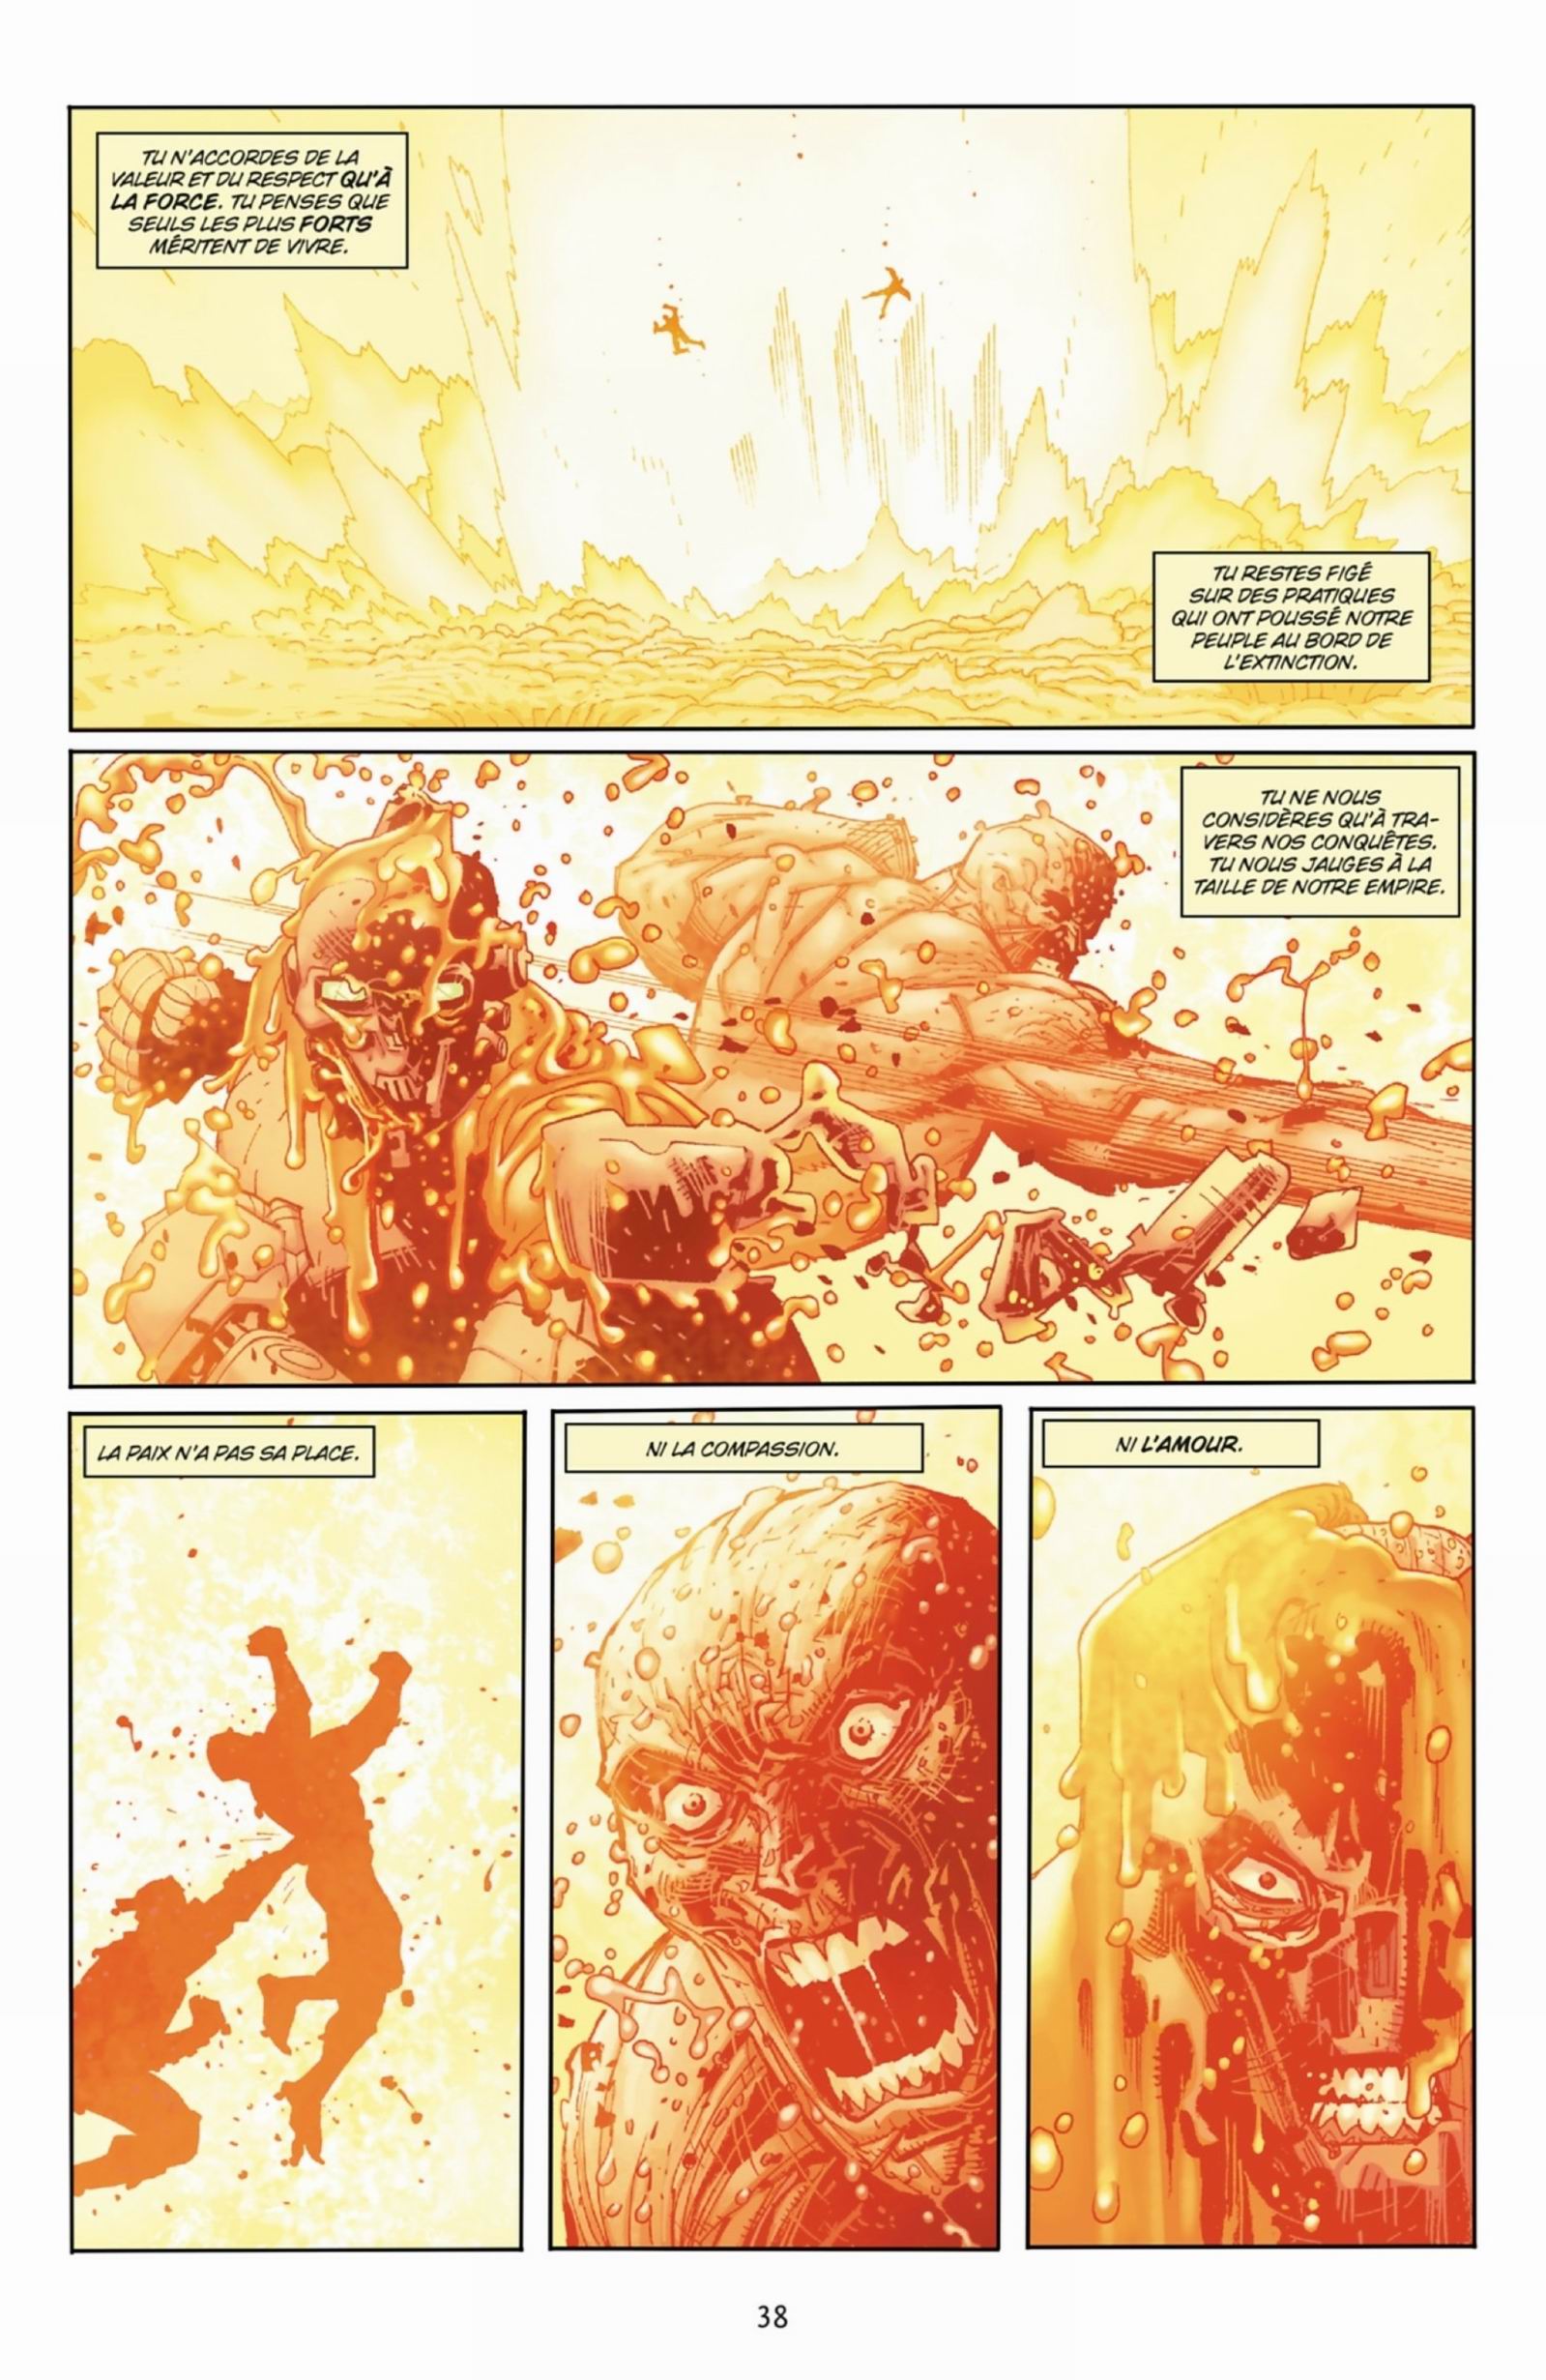 TU N'ACCORDES DE LA
VALEUR ET DU RESPECT QU'À
LA FORCE. TU PENSES QUE
SEULS LES PLUS FORTS
MÉRITENT DE VIVRE.
TU RESTES FIGÉ
SUR DES PRATIQUES
QUI ONT POUSSÉ NOTRE
PEUPLE AU BORD DE
L'EXTINCTION.
TU NE NOUS
CONSIDÈRES QU'À TRA-
VERS NOS CONQUÊTES.
TU NOUS JAUGES À LA
TAILLE DE NOTRE EMPIRE.
LA PAIX N'A PAS SA PLACE.
NI LA COMPASSION.
NI L'AMOUR.
38